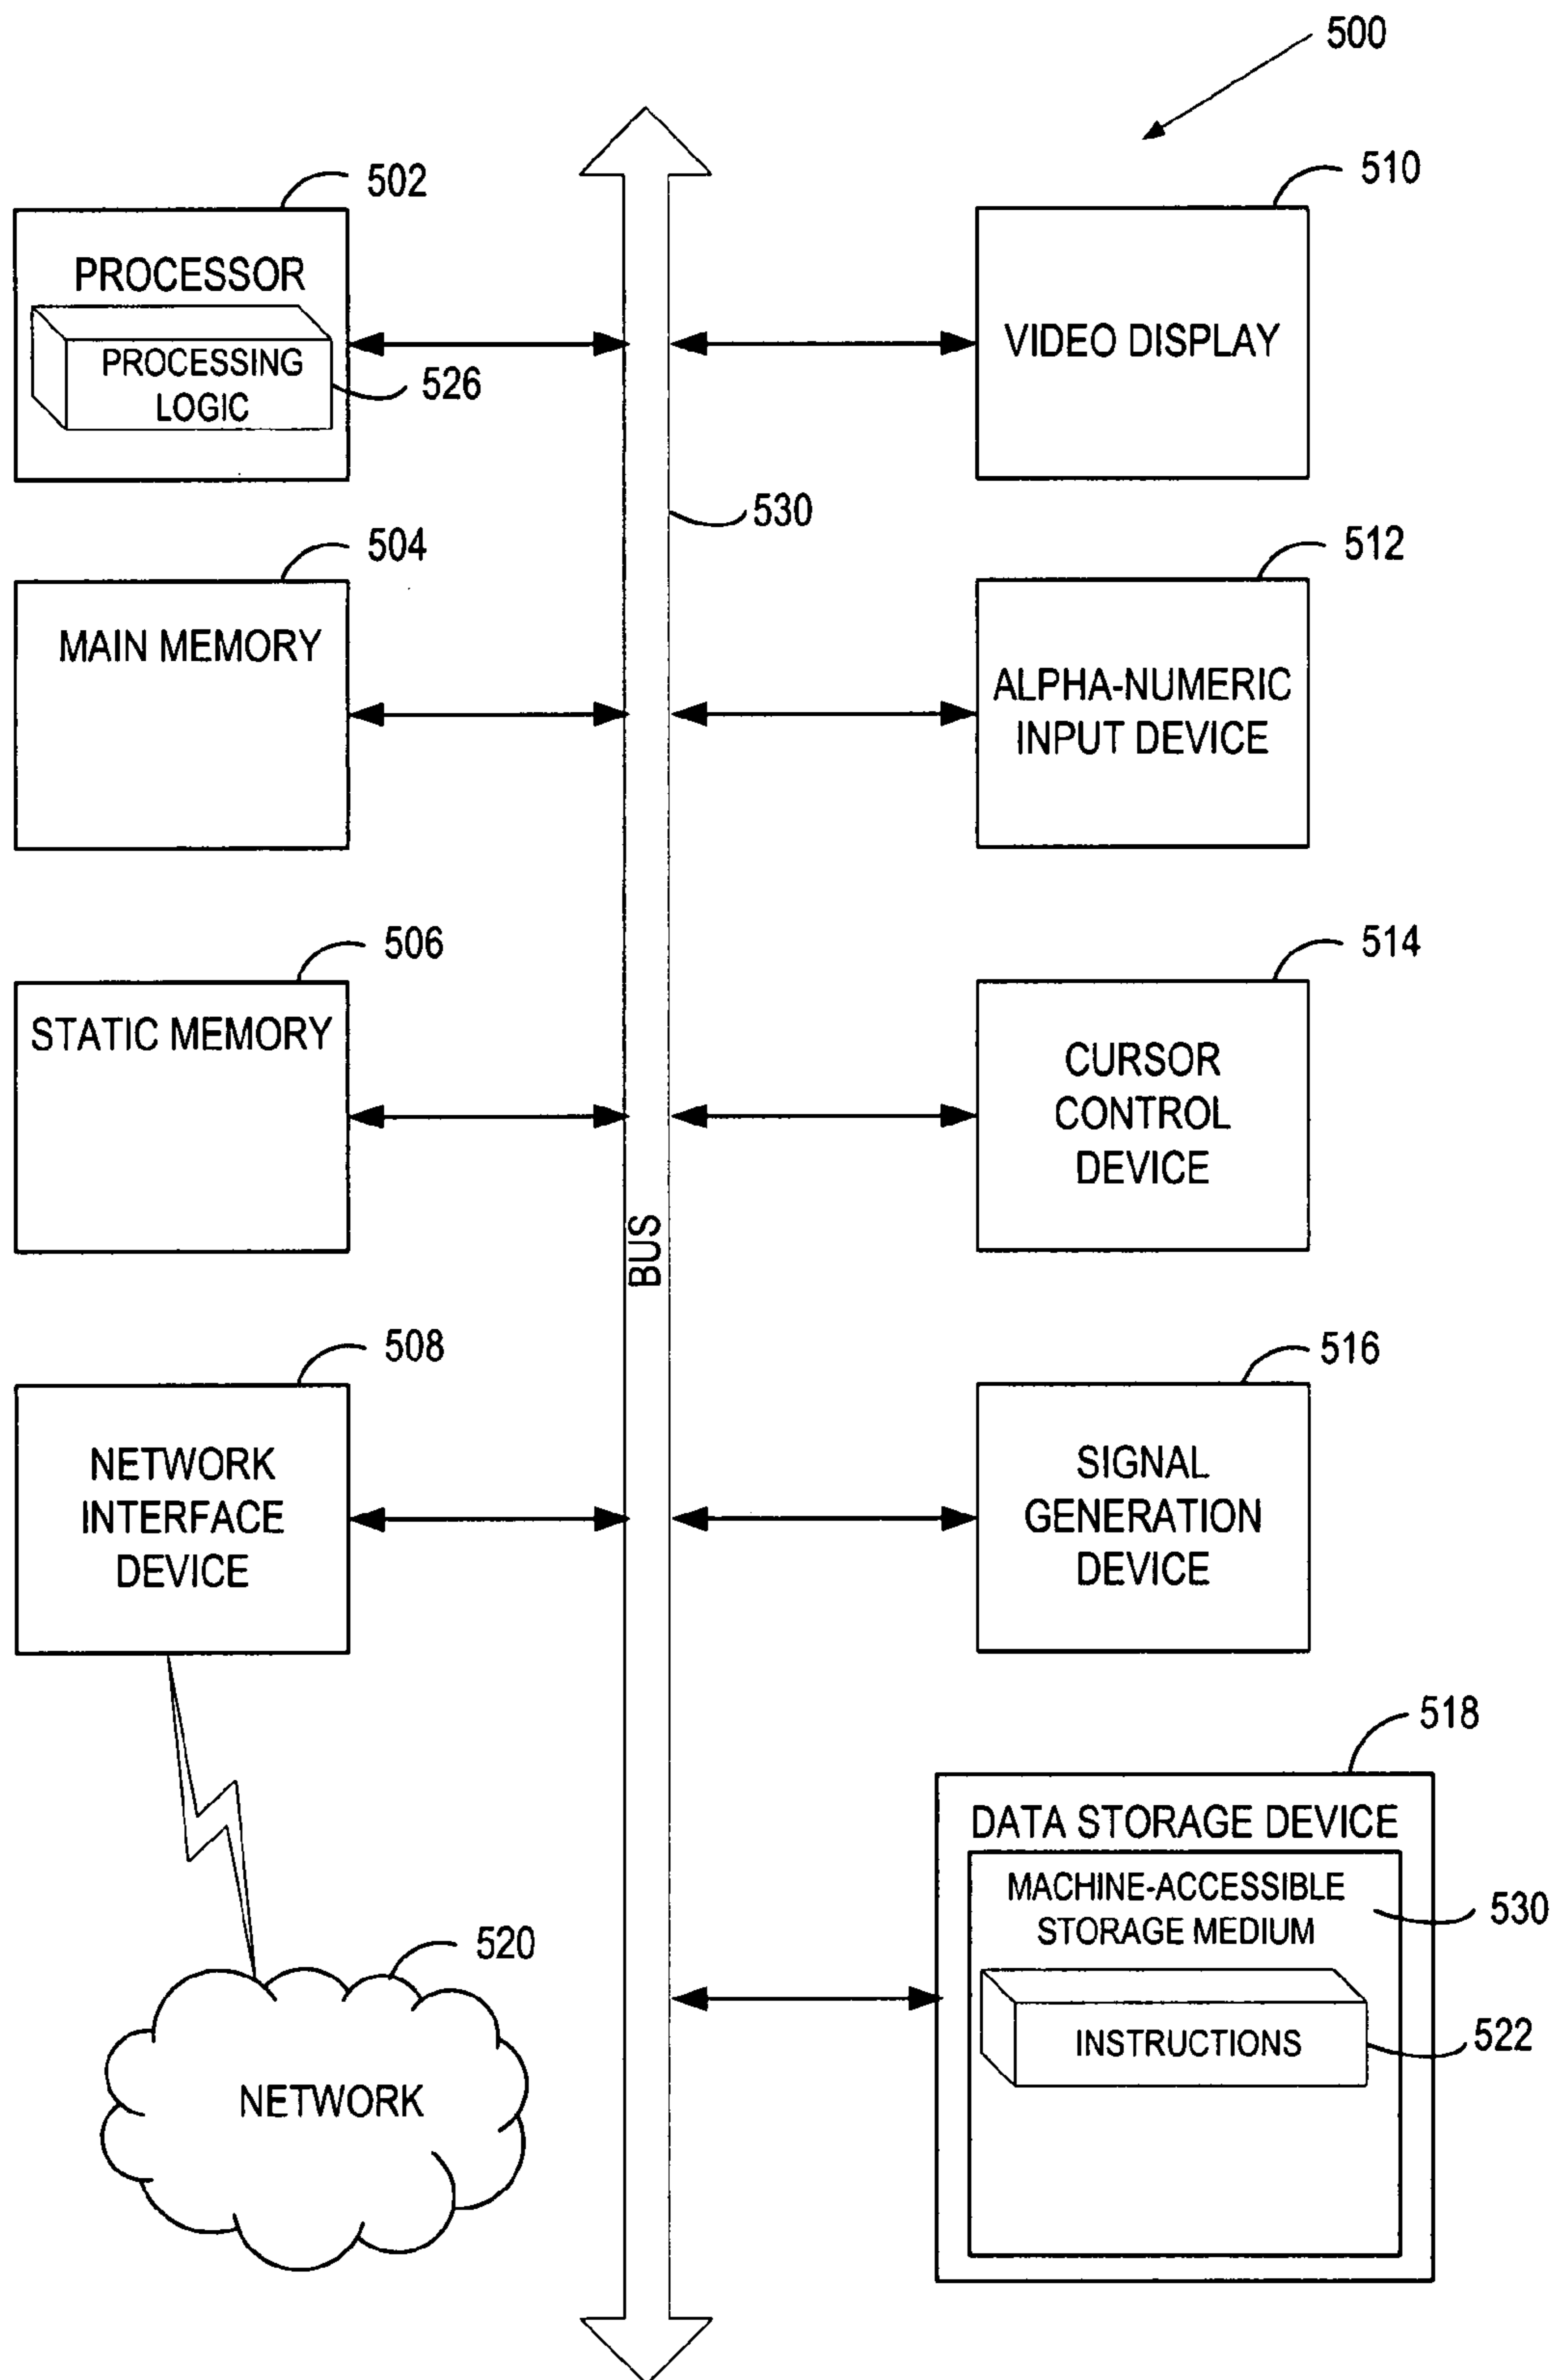 500
502
510
PROCESSOR
PROCESSING
LOGIC
526
VIDEO DISPLAY
530
504
512
MAIN MEMORY
ALPHA-NUMERIC
INPUT DEVICE
506
514
STATIC MEMORY
CURSOR
CONTROL
DEVICE
BUS
508
516
NETWORK
INTERFACE
DEVICE
SIGNAL
GENERATION
DEVICE
518
DATA STORAGE DEVICE
MACHINE-ACCESSIBLE
STORAGE MEDIUM
530
520
INSTRUCTIONS
522
NETWORK